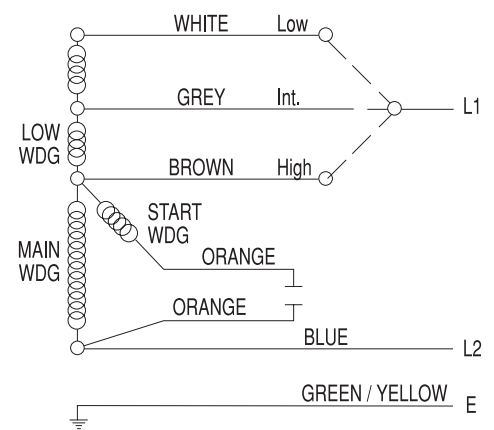 WHITE Low
GREY Int. L1
LOW
WDG
BROWN High
START
WDG
MAIN
WDG
ORANGE
ORANGE
BLUE L2
GREEN / YELLOW E